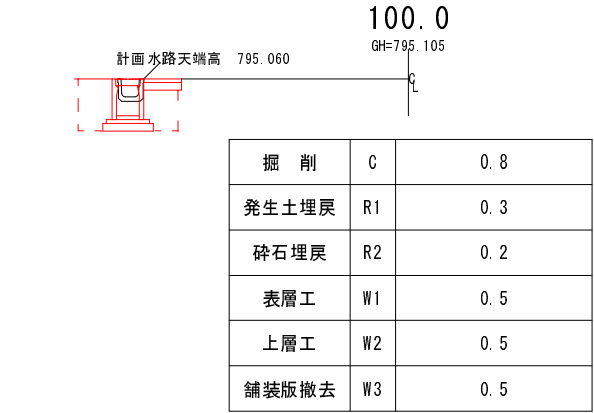 100.0
GH=795.105
計画水路天端高 795.060
CL
掘 削 C 0.8
発生土埋戻 R1 0.3
砕石埋戻 R2 0.2
表層工 W1 0.5
上層工 W2 0.5
舗装版撤去 W3 0.5